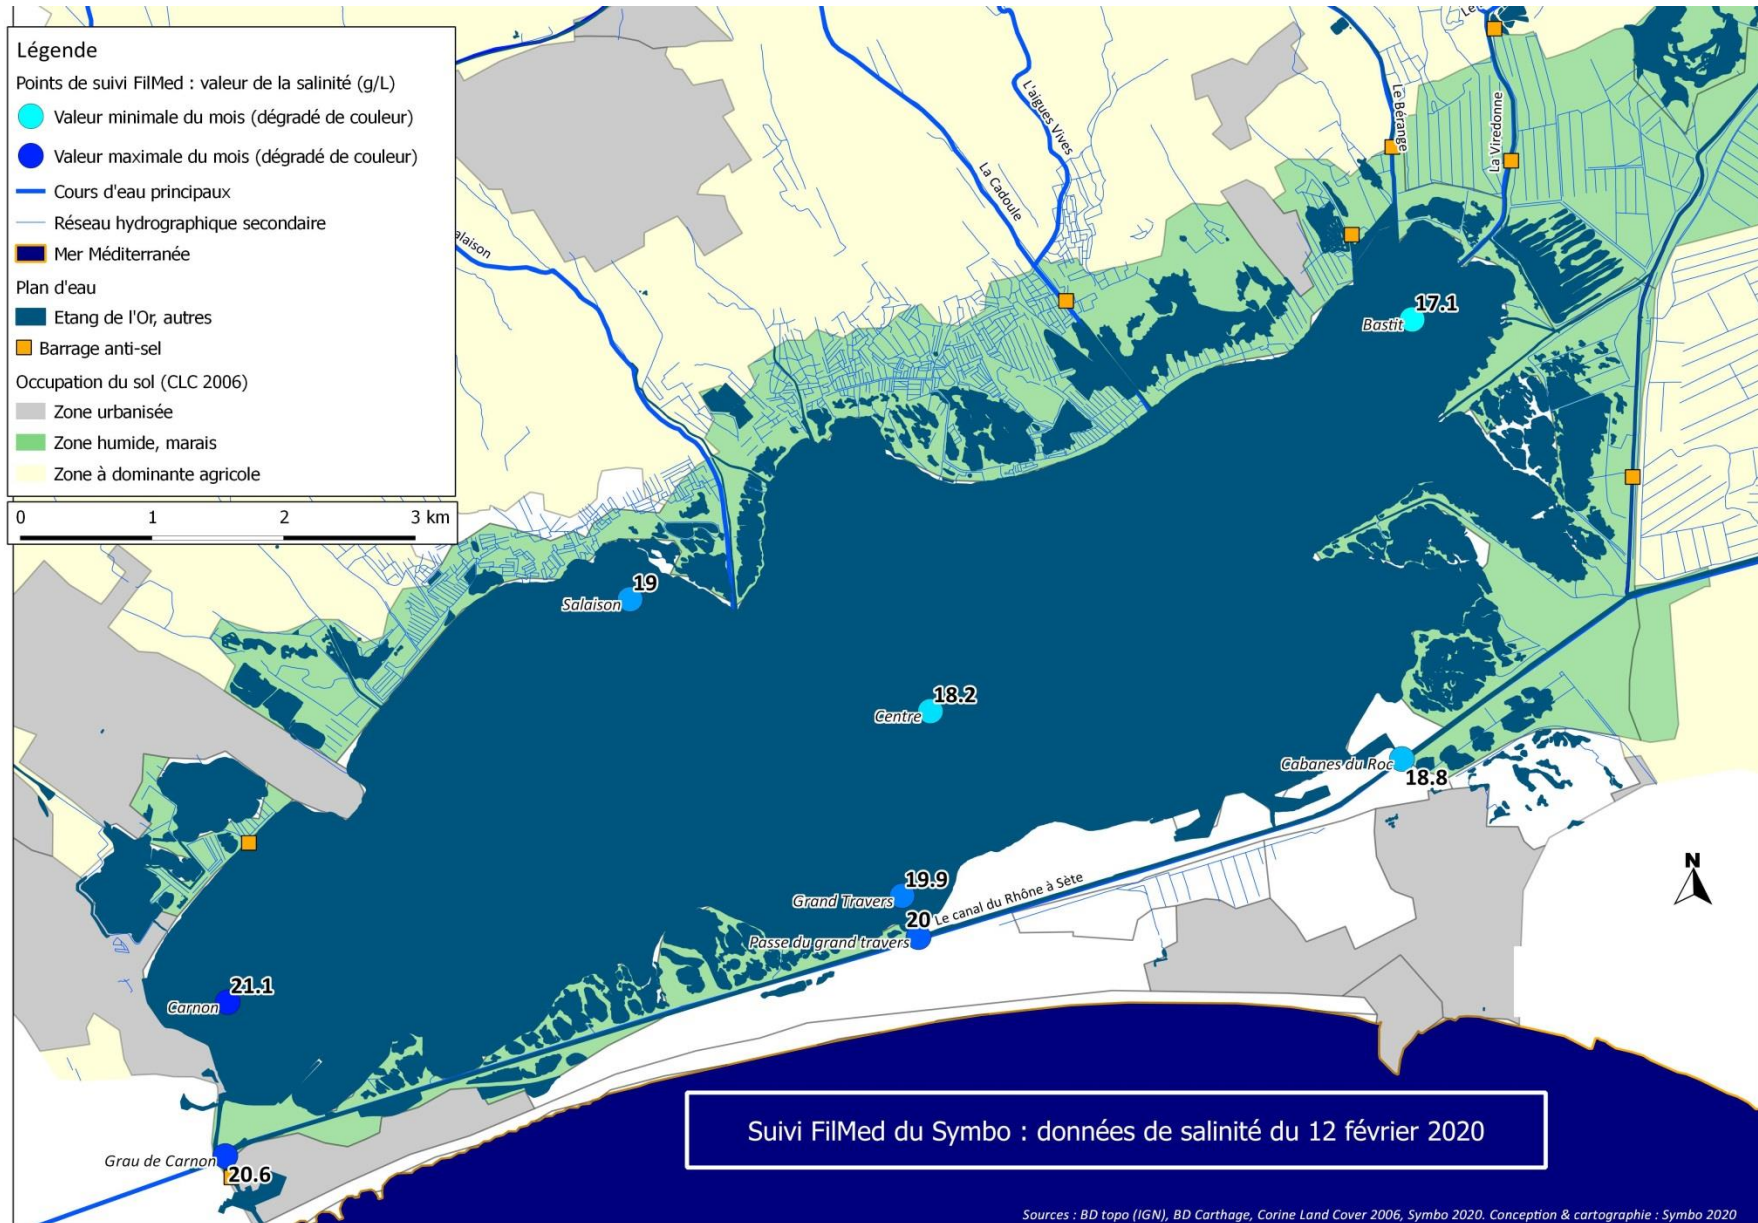 Légende
Points de suivi FilMed : valeur de la salinité (g/L)
Valeur minimale du mois (dégradé de couleur)
Valeur maximale du mois (dégradé de couleur)
Cours d'eau principaux
Réseau hydrographique secondaire
Mer Méditerranée
Plan d'eau
Etang de l'Or, autres
Barrage anti-sel
Occupation du sol (CLC 2006)
Zone urbanisée
Zone humide, marais
Zone à dominante agricole
0 1 2 3 km
alaison
La Cadoule
L'aigues Vives
Le Bérange
La Viredonne
17.1
Bastit
19
Salaison
18.2
Centre
Cabanes du Roc
18.8
19.9
Grand Travers
20
Passe du grand travers
Le canal du Rhône à Sète
N
21.1
Carnon
Grau de Carnon
20.6
Suivi FilMed du Symbo : données de salinité du 12 février 2020
Sources : BD topo (IGN), BD Carthage, Corine Land Cover 2006, Symbo 2020. Conception & cartographie : Symbo 2020